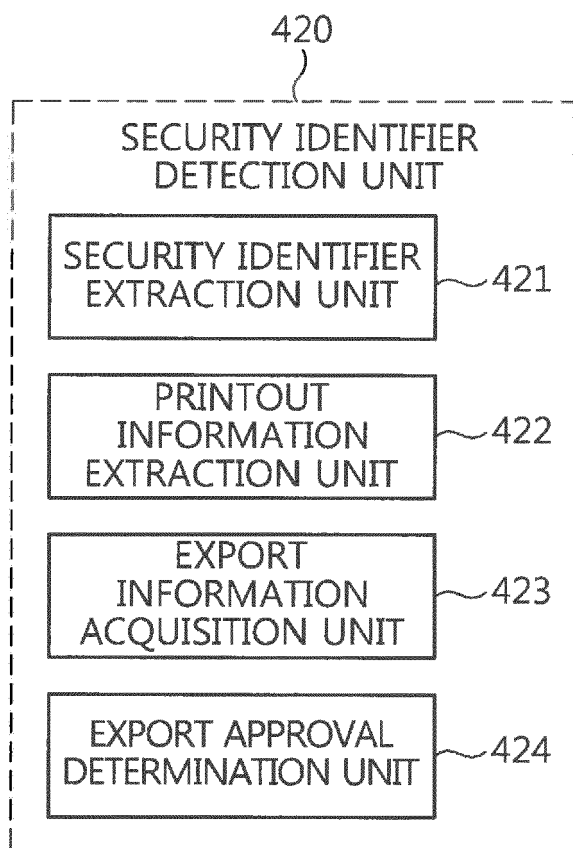 420
SECURITY IDENTIFIER
DETECTION UNIT
SECURITY IDENTIFIER
EXTRACTION UNIT
421
PRINTOUT
INFORMATION
EXTRACTION UNIT
422
EXPORT
INFORMATION
ACQUISITION UNIT
423
EXPORT APPROVAL
DETERMINATION UNIT
424